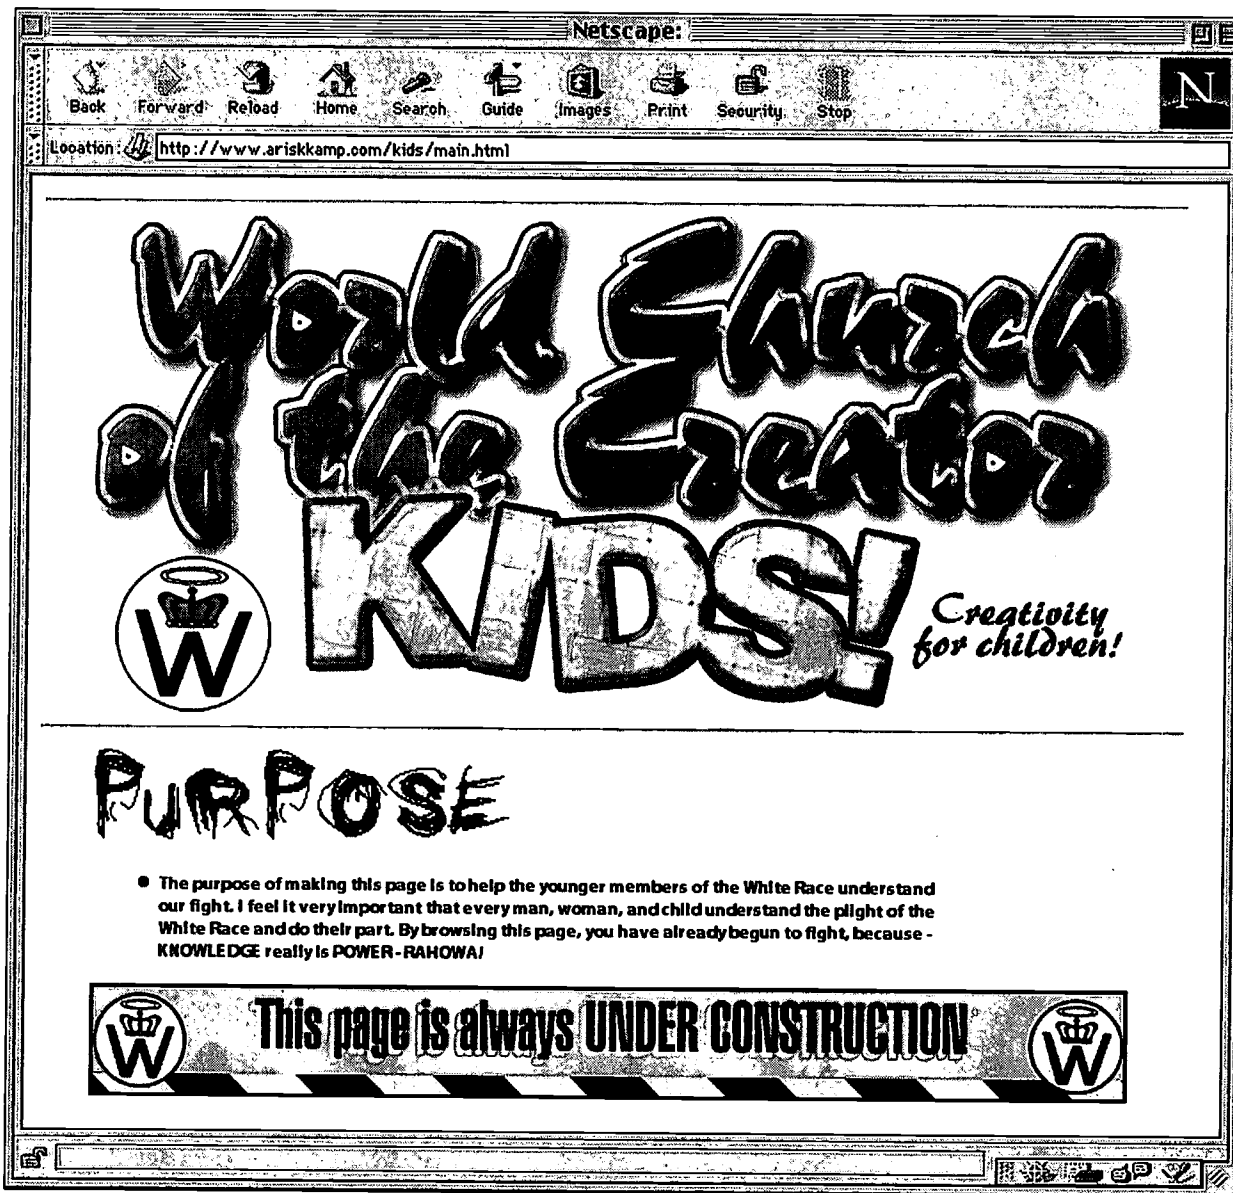 Netscape:
Back Forward Reload Home Search Guide Images Print Security Stop
N
Location: http://www.ariskkamp.com/kids/main.html
World Church
of the Creator
KIDS!
W
Creativity
for children!
PURPOSE
The purpose of making this page is to help the younger members of the White Race understand
our fight. I feel it very important that every man, woman, and child understand the plight of the
White Race and do their part. By browsing this page, you have already begun to fight, because -
KNOWLEDGE really is POWER - RAHOWA!
W This page is always UNDER CONSTRUCTION W